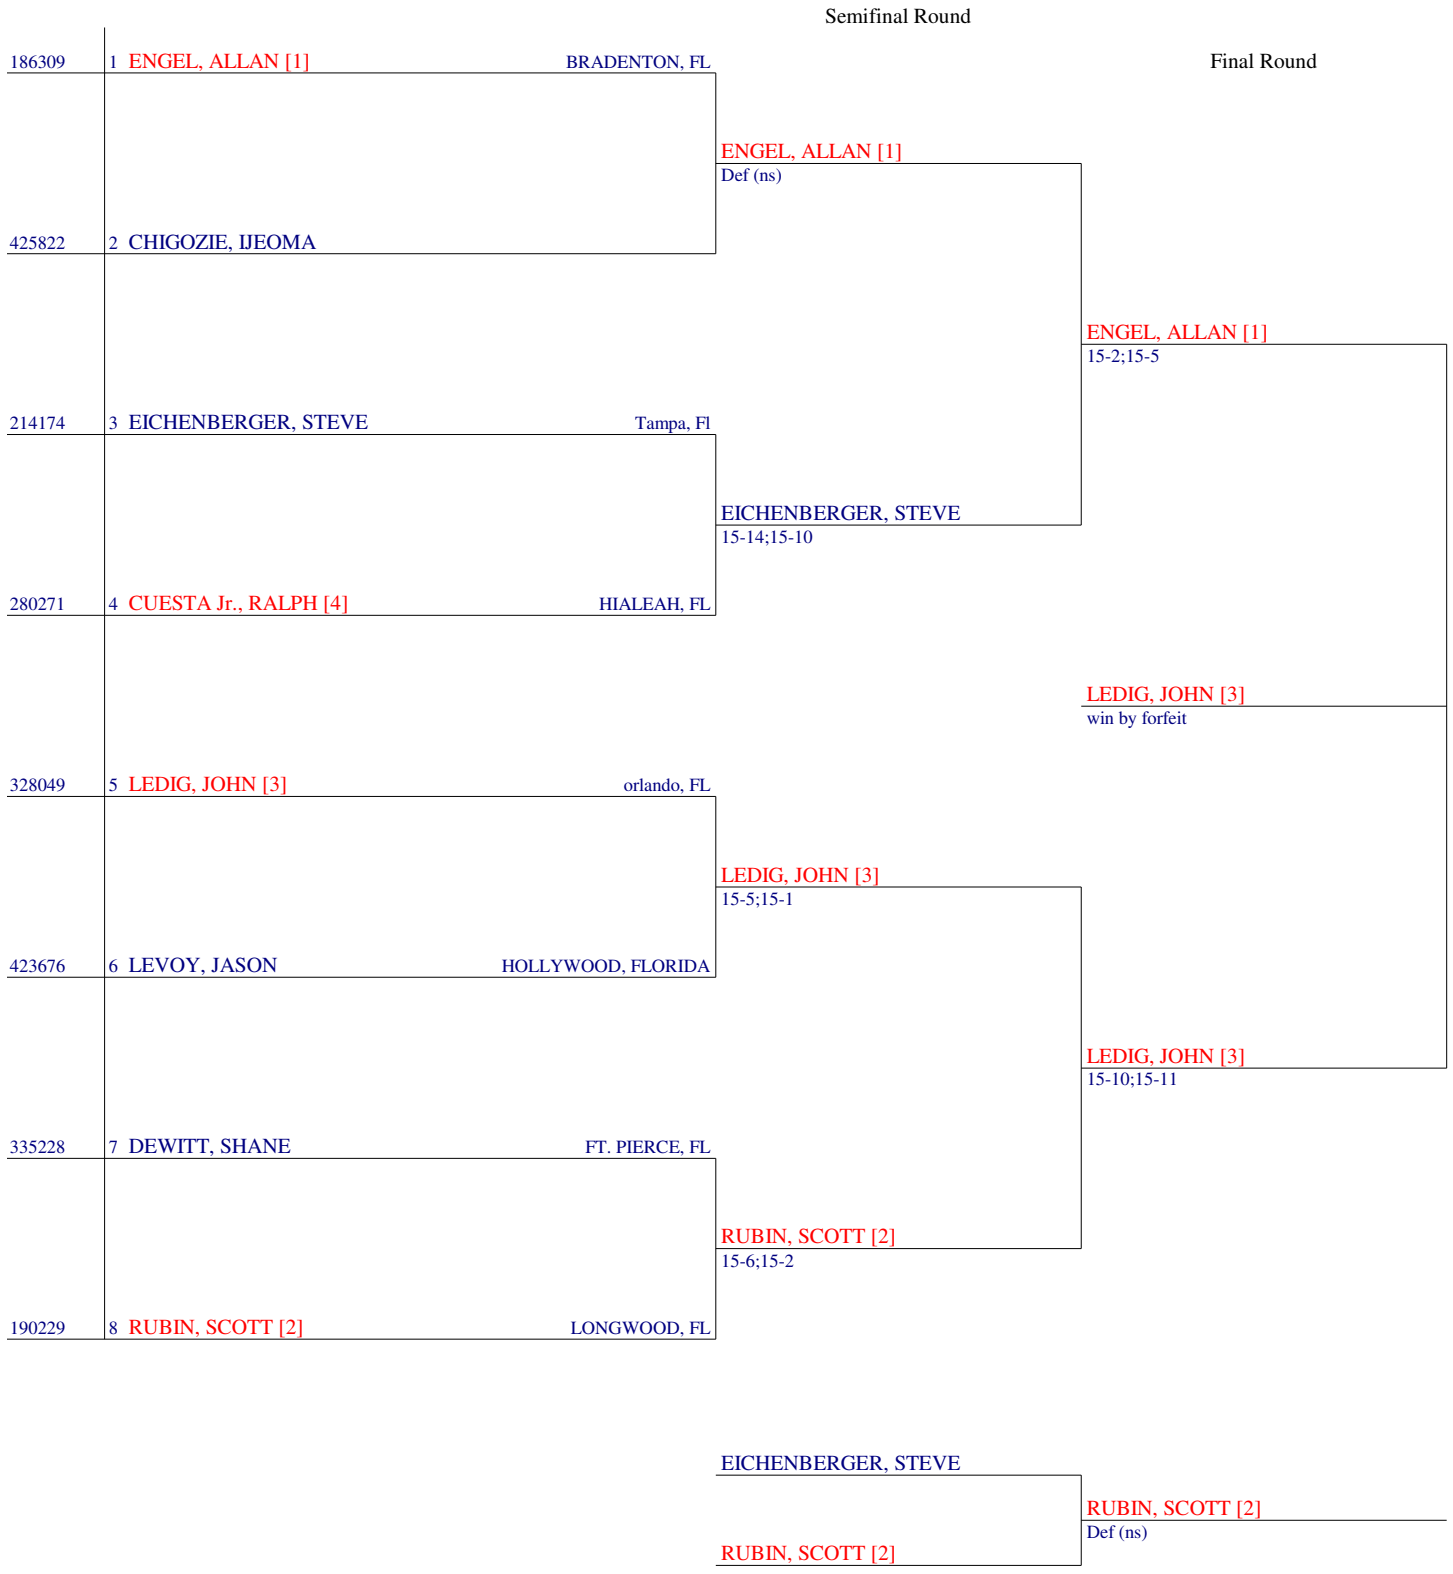 Semifinal Round
Final Round
186309 1 ENGEL, ALLAN [1] BRADENTON, FL
ENGEL, ALLAN [1]
Def (ns)
425822 2 CHIGOZIE, IJEOMA
ENGEL, ALLAN [1]
15-2;15-5
214174 3 EICHENBERGER, STEVE Tampa, Fl
EICHENBERGER, STEVE
15-14;15-10
280271 4 CUESTA Jr., RALPH [4] HIALEAH, FL
LEDIG, JOHN [3]
win by forfeit
328049 5 LEDIG, JOHN [3] orlando, FL
LEDIG, JOHN [3]
15-5;15-1
423676 6 LEVOY, JASON HOLLYWOOD, FLORIDA
LEDIG, JOHN [3]
15-10;15-11
335228 7 DEWITT, SHANE FT. PIERCE, FL
RUBIN, SCOTT [2]
15-6;15-2
190229 8 RUBIN, SCOTT [2] LONGWOOD, FL
EICHENBERGER, STEVE
RUBIN, SCOTT [2]
Def (ns)
RUBIN, SCOTT [2]